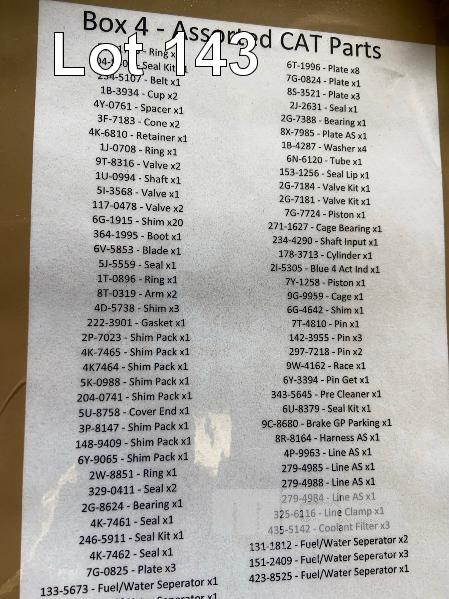 Box 4 - Assorted CAT Parts
Lot 143
Ring
Seal Kit x1
234-5107 - Belt x1
1B-3934 - Cup x2
4Y-0761 - Spacer x1
3F-7183 - Cone x2
4K-6810 - Retainer x1
1J-0708 - Ring x1
9T-8316 - Valve x2
1U-0994 - Shaft x1
5I-3568 - Valve x1
117-0478 - Valve x2
6G-1915 - Shim x20
364-1995 - Boot x1
6V-5853 - Blade x1
5J-5559 - Seal x1
1T-0896 - Ring x1
8T-0319 - Arm x2
4D-5738 - Shim x3
222-3901 - Gasket x1
2P-7023 - Shim Pack x1
4K-7465 - Shim Pack x1
4K7464 - Shim Pack x1
5K-0988 - Shim Pack x1
204-0741 - Shim Pack x1
5U-8758 - Cover End x1
3P-8147 - Shim Pack x1
148-9409 - Shim Pack x1
6Y-9065 - Shim Pack x1
2W-8851 - Ring x1
329-0411 - Seal x2
2G-8624 - Bearing x1
4K-7461 - Seal x1
246-5911 - Seal Kit x1
4K-7462 - Seal x1
7G-0825 - Plate x3
133-5673 - Fuel/Water Seperator x1
6T-1996 - Plate x8
7G-0824 - Plate x1
8S-3521 - Plate x3
2J-2631 - Seal x1
2G-7388 - Bearing x1
8X-7985 - Plate AS x1
1B-4287 - Washer x4
6N-6120 - Tube x1
153-1256 - Seal Lip x1
2G-7184 - Valve Kit x1
2G-7181 - Valve Kit x1
7G-7724 - Piston x1
271-1627 - Cage Bearing x1
234-4290 - Shaft Input x1
178-3713 - Cylinder x1
2I-5305 - Blue 4 Act Ind x1
7Y-1258 - Piston x1
9G-9959 - Cage x1
6G-4642 - Shim x1
7T-4810 - Pin x1
142-3955 - Pin x3
297-7218 - Pin x2
9W-4162 - Race x1
6Y-3394 - Pin Get x1
343-5645 - Pre Cleaner x1
6U-8379 - Seal Kit x1
9C-8680 - Brake GP Parking x1
8R-8164 - Harness AS x1
4P-9963 - Line AS x1
279-4985 - Line AS x1
279-4988 - Line AS x1
279-4984 - Line AS x1
325-6116 - Line Clamp x1
435-5142 - Coolant Filter x3
131-1812 - Fuel/Water Seperator x2
151-2409 - Fuel/Water Seperator x3
423-8525 - Fuel/Water Seperator x1